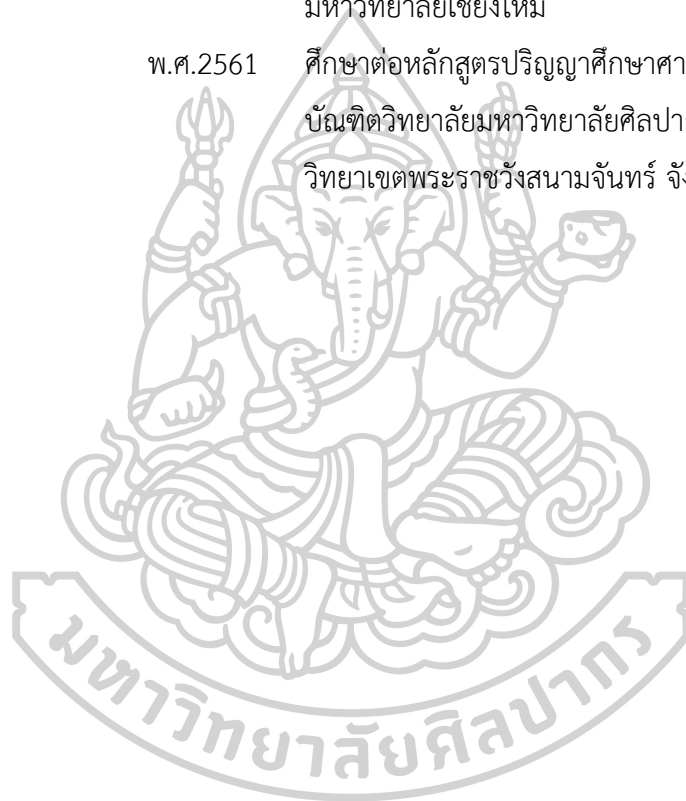 มหาวิทยาลัยเชียงใหม่
พ.ศ.2561 ศึกษาต่อหลักสูตรปริญญาศึกษาศา
บัณฑิตวิทยาลัยมหาวิทยาลัยศิลปา
วิทยาเขตพระราชวังสนามจันทร์ จั
มหาวิทยาลัยศิลปากร